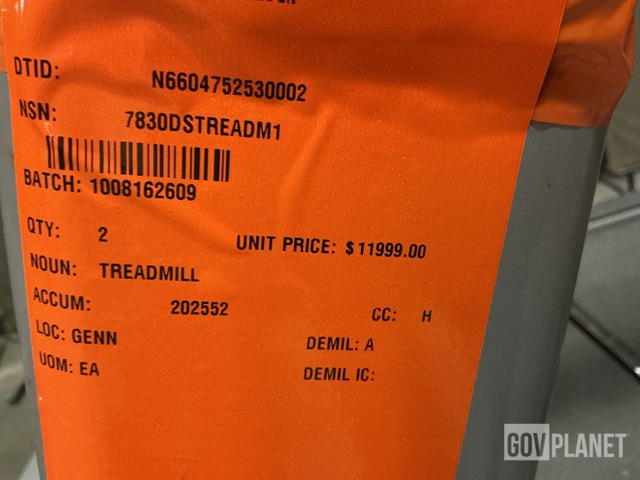 DTID: N6604752530002
NSN: 7830DSTREADM1
BATCH: 1008162609
QTY: 2 UNIT PRICE: $11999.00
NOUN: TREADMILL
ACCUM: 202552 CC: H
LOC: GENN DEMIL: A
UOM: EA DEMIL IC:
GOVPLANET